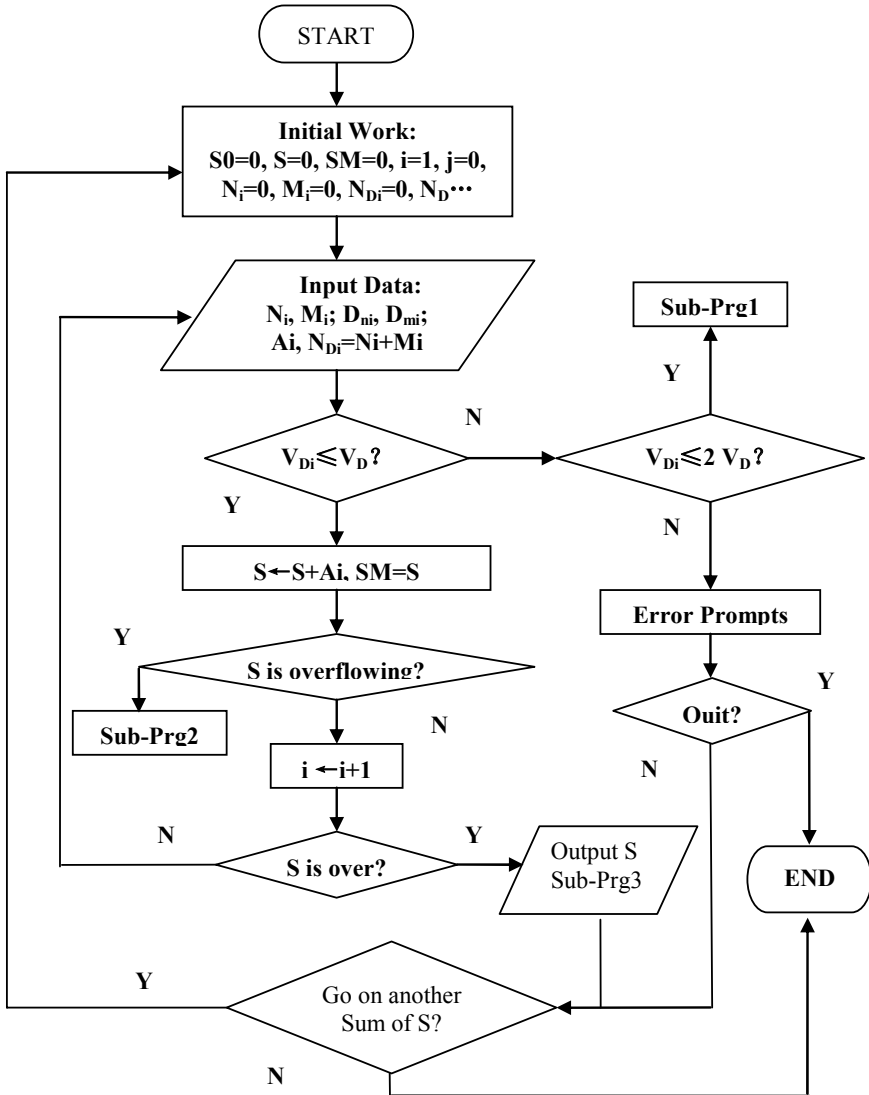 START
Initial Work:
S0=0, S=0, SM=0, i=1, j=0,
Ni=0, Mi=0, NDi=0, ND⋯
Input Data:
Ni, Mi; Dni, Dmi;
Ai, NDi=Ni+Mi
Sub-Prg1
Y
N
VDi≤VD?
VDi≤2 VD?
Y
N
S←S+Ai, SM=S
Error Prompts
Y
S is overflowing?
Y
Quit?
Sub-Prg2
N
N
i ←i+1
N
Y
S is over?
Output S
Sub-Prg3
END
Y
Go on another
Sum of S?
N